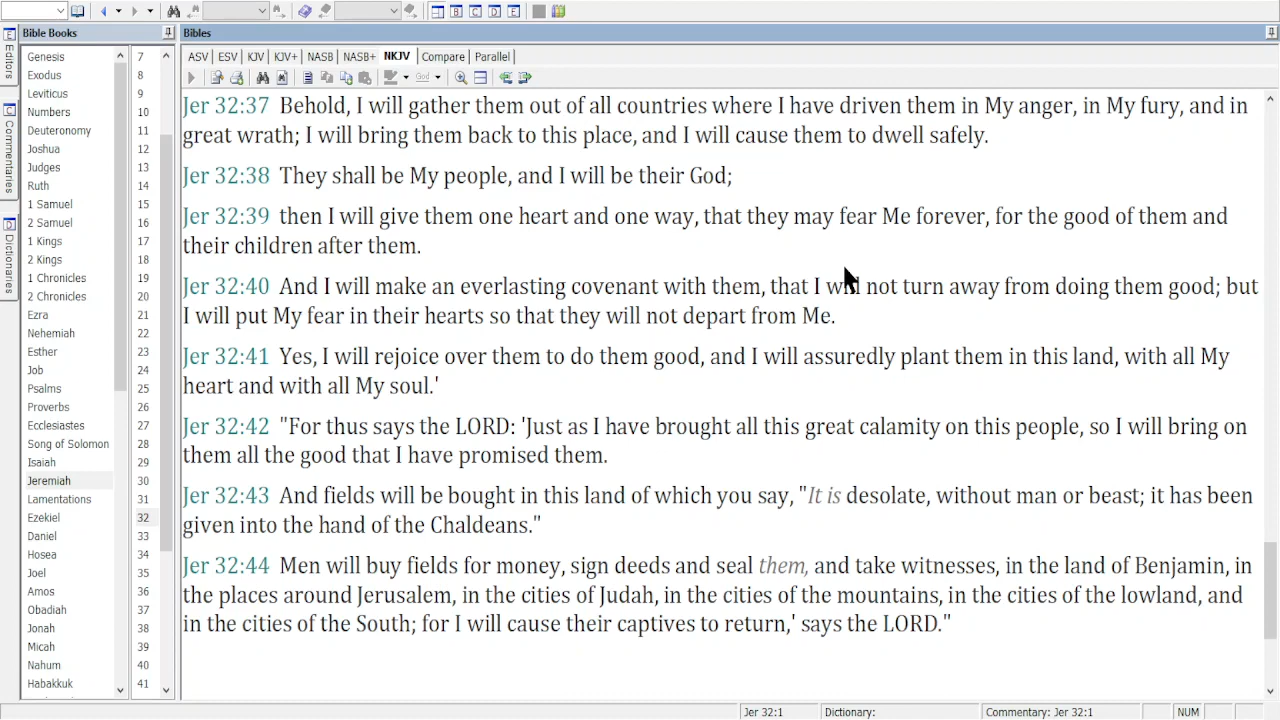 Bible Books
Bibles
Editors
Commentaries
Dictionaries
Genesis
Exodus
Leviticus
Numbers
Deuteronomy
Joshua
Judges
Ruth
1 Samuel
2 Samuel
1 Kings
2 Kings
1 Chronicles
2 Chronicles
Ezra
Nehemiah
Esther
Job
Psalms
Proverbs
Ecclesiastes
Song of Solomon
Isaiah
Jeremiah
Lamentations
Ezekiel
Daniel
Hosea
Joel
Amos
Obadiah
Jonah
Micah
Nahum
Habakkuk
7
8
9
10
11
12
13
14
15
16
17
18
19
20
21
22
23
24
25
26
27
28
29
30
31
32
33
34
35
36
37
38
39
40
41
ASV ESV KJV KJV+ NASB NASB+ NKJV Compare Parallel
Jer 32:37 Behold, I will gather them out of all countries where I have driven them in My anger, in My fury, and in
great wrath; I will bring them back to this place, and I will cause them to dwell safely.
Jer 32:38 They shall be My people, and I will be their God;
Jer 32:39 then I will give them one heart and one way, that they may fear Me forever, for the good of them and
their children after them.
Jer 32:40 And I will make an everlasting covenant with them, that I will not turn away from doing them good; but
I will put My fear in their hearts so that they will not depart from Me.
Jer 32:41 Yes, I will rejoice over them to do them good, and I will assuredly plant them in this land, with all My
heart and with all My soul.'
Jer 32:42 "For thus says the LORD: 'Just as I have brought all this great calamity on this people, so I will bring on
them all the good that I have promised them.
Jer 32:43 And fields will be bought in this land of which you say, "It is desolate, without man or beast; it has been
given into the hand of the Chaldeans."
Jer 32:44 Men will buy fields for money, sign deeds and seal them, and take witnesses, in the land of Benjamin, in
the places around Jerusalem, in the cities of Judah, in the cities of the mountains, in the cities of the lowland, and
in the cities of the South; for I will cause their captives to return,' says the LORD."
Jer 32:1 Dictionary: Commentary: Jer 32:1 NUM